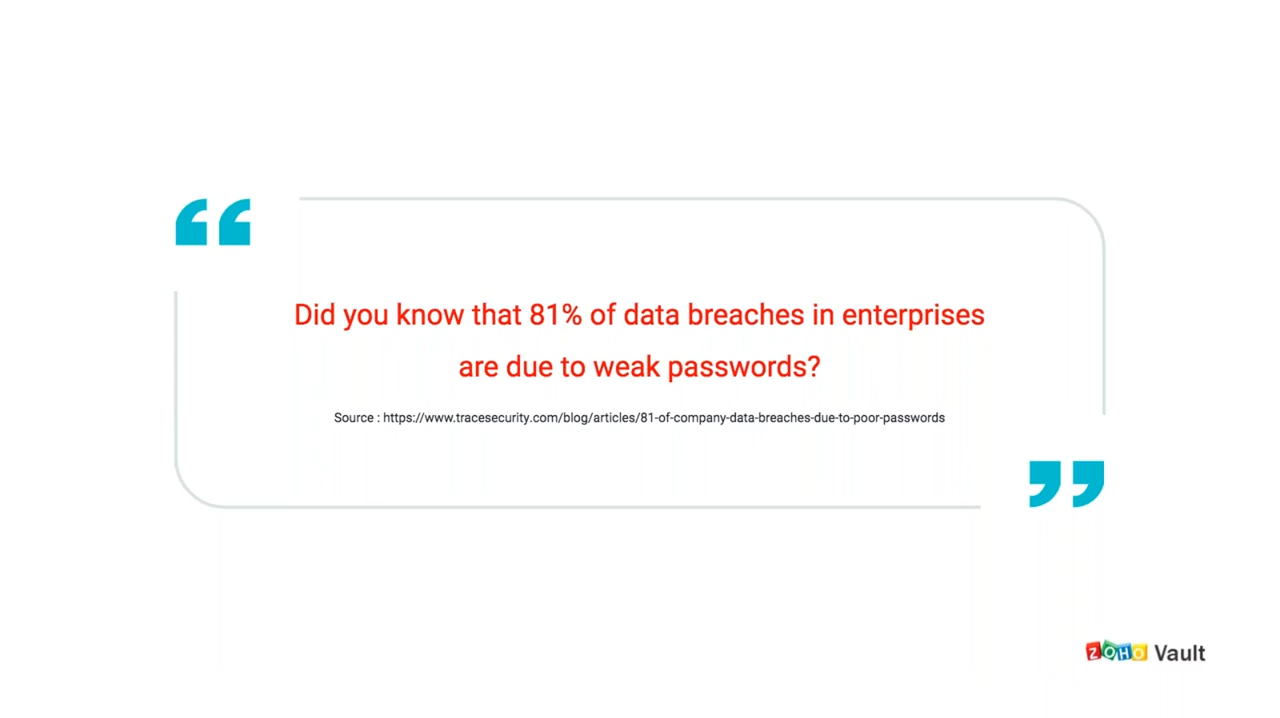 Did you know that 81% of data breaches in enterprises
are due to weak passwords?
Source : https://www.tracesecurity.com/blog/articles/81-of-company-data-breaches-due-to-poor-passwords
ZOHO Vault